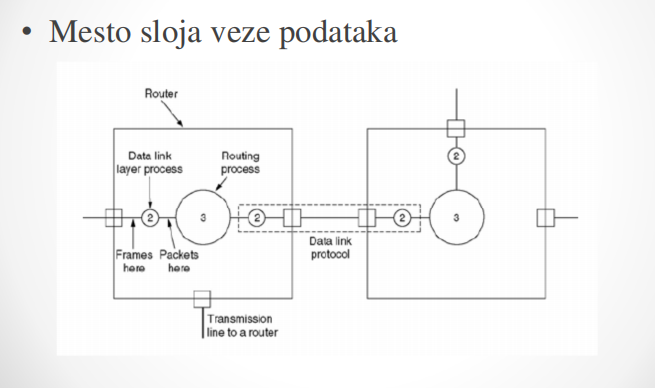 • Mesto sloja veze podataka
Router
Data link
layer process
Routing
process
2
3
2
2
3
2
Frames
here
Packets
here
Data link
protocol
Transmission
line to a router